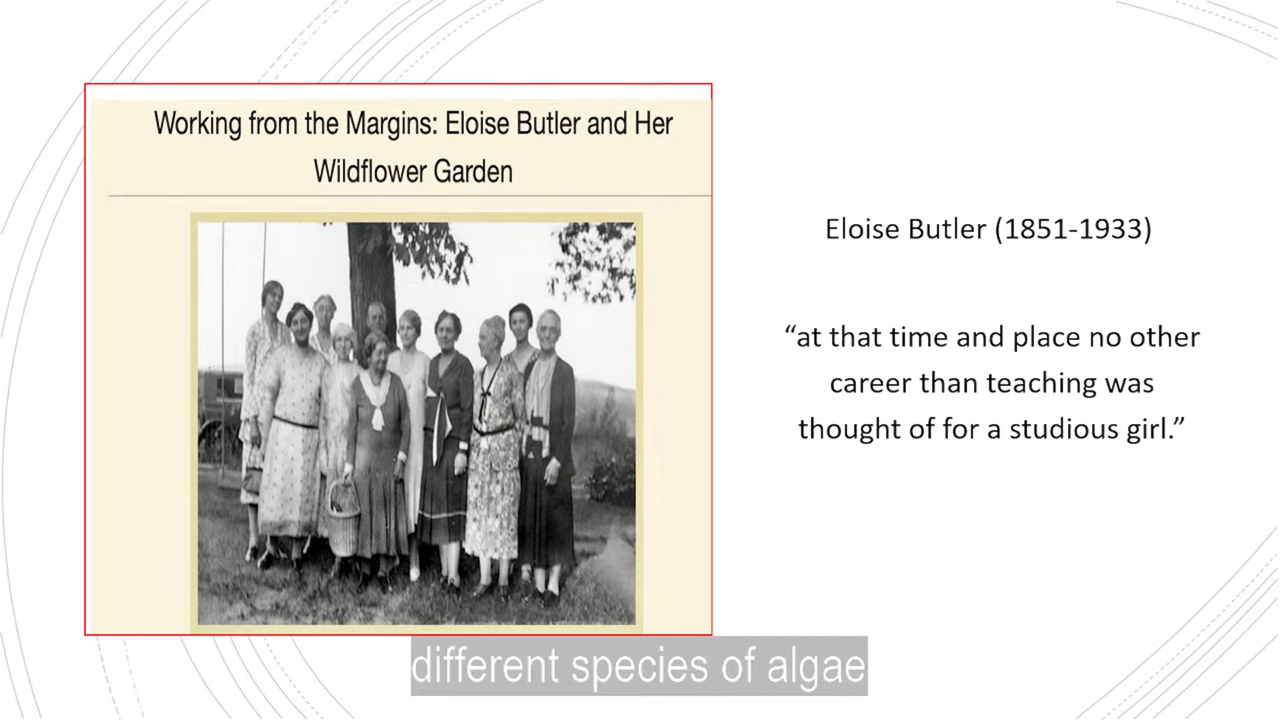 Working from the Margins: Eloise Butler and Her
Wildflower Garden
Eloise Butler (1851-1933)
“at that time and place no other
career than teaching was
thought of for a studious girl.”
different species of algae